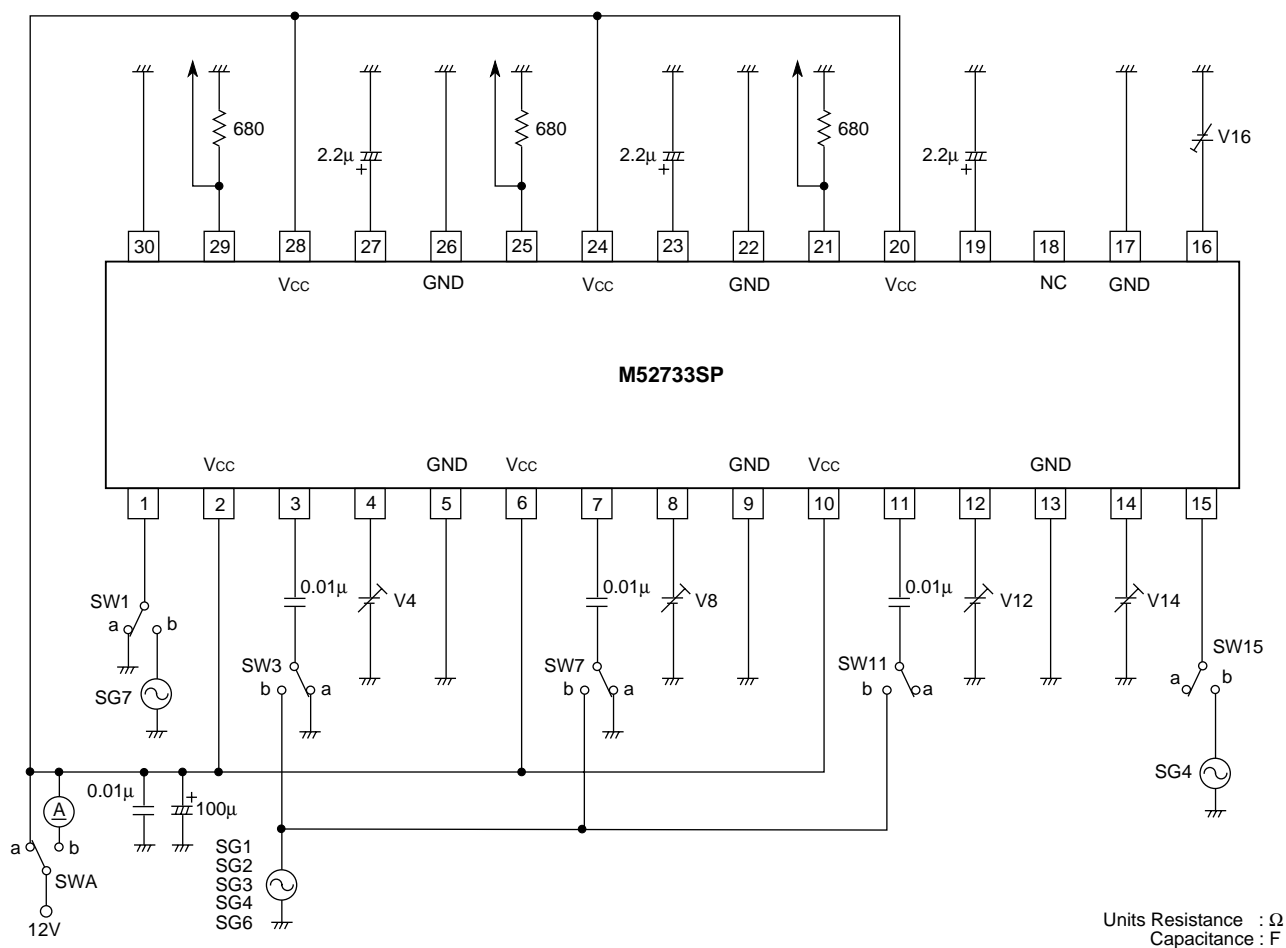 680
680
680
V16
2.2µ
+
2.2µ
+
2.2µ
+
30 29 28 27 26 25 24 23 22 21 20 19 18 17 16
VCC GND VCC GND VCC NC GND
M52733SP
VCC GND VCC GND VCC GND
1 2 3 4 5 6 7 8 9 10 11 12 13 14 15
0.01µ V4 0.01µ V8 0.01µ V12 V14
SW1
a b
SW3
b a
SW7
b a
SW11
b a
SW15
a b
SG7
SG4
0.01µ
+
100µ
A
a b
SWA
12V
SG1
SG2
SG3
SG4
SG6
Units Resistance : Ω
Capacitance : F